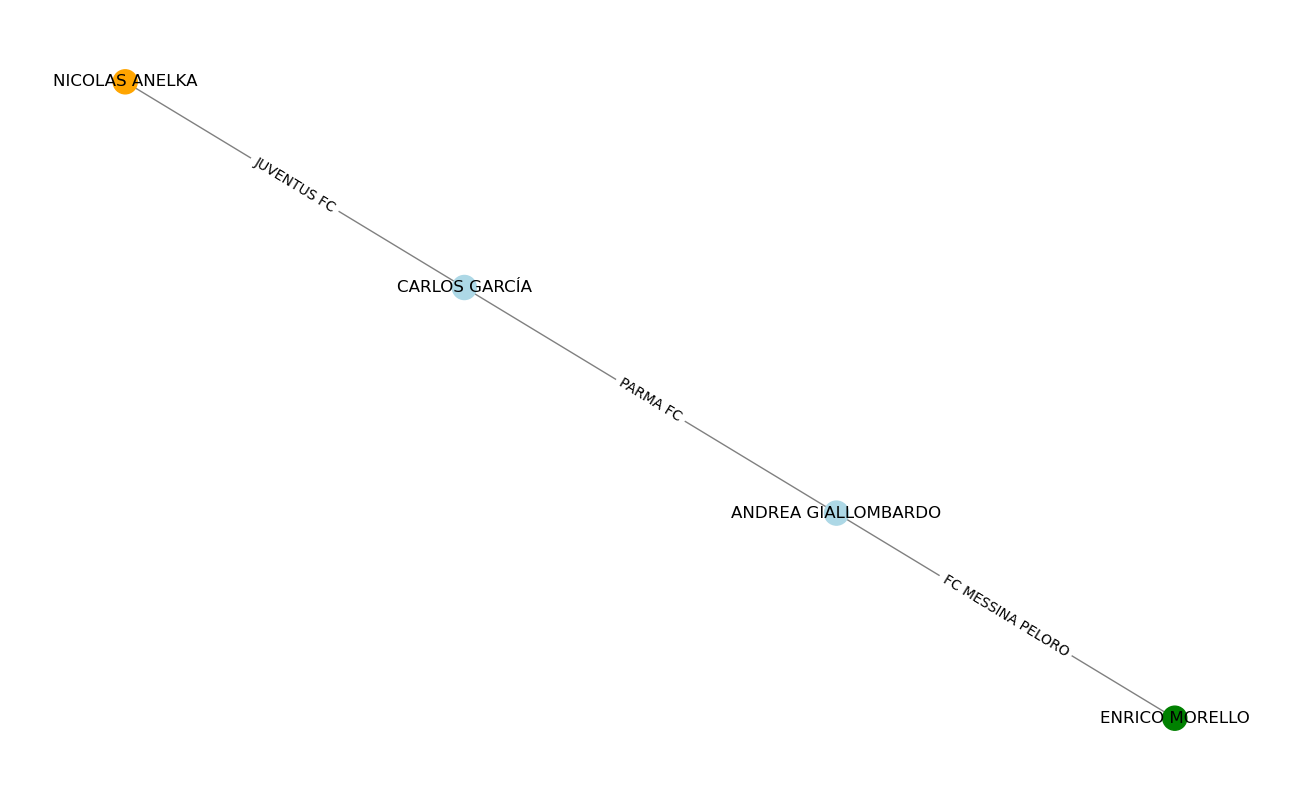 NICOLAS ANELKA
JUVENTUS FC
CARLOS GARCÍA
PARMA FC
ANDREA GIALLOMBARDO
FC MESSINA PELORO
ENRICO MORELLO